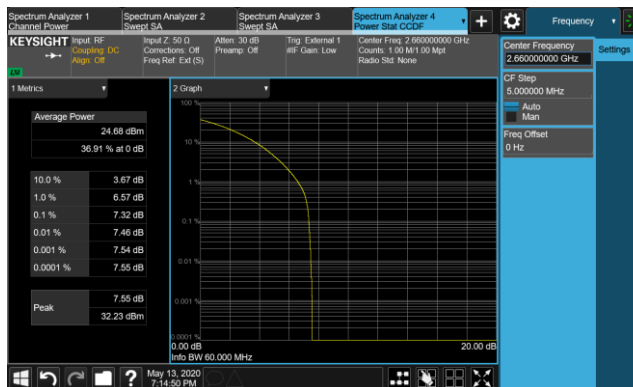 Spectrum Analyzer 1
Channel Power
Spectrum Analyzer 2
Swept SA
Spectrum Analyzer 3
Swept SA
Spectrum Analyzer 4
Power Stat CCDF
Frequency
KEYSIGHT
Input: RF
Coupling: DC
Align: Off
Input Z: 50 Ω
Corrections: Off
Freq Ref: Ext (S)
Atten: 30 dB
Preamp: Off
Trig: External 1
#IF Gain: Low
Center Freq: 2.660000000 GHz
Counts: 1.00 M/1.00 Mpt
Radio Std: None
LM
Center Frequency
2.660000000 GHz
Settings
CF Step
5.000000 MHz
Auto
Man
Freq Offset
0 Hz
1 Metrics
Average Power
24.68 dBm
36.91 % at 0 dB
10.0 % 3.67 dB
1.0 % 6.57 dB
0.1 % 7.32 dB
0.01 % 7.46 dB
0.001 % 7.54 dB
0.0001 % 7.55 dB
Peak
7.55 dB
32.23 dBm
2 Graph
100 %
10 %
1 %
0.1 %
0.01 %
0.001 %
0.0001 %
0.00 dB
20.00 dB
Info BW 60.000 MHz
?
May 13, 2020
7:14:50 PM